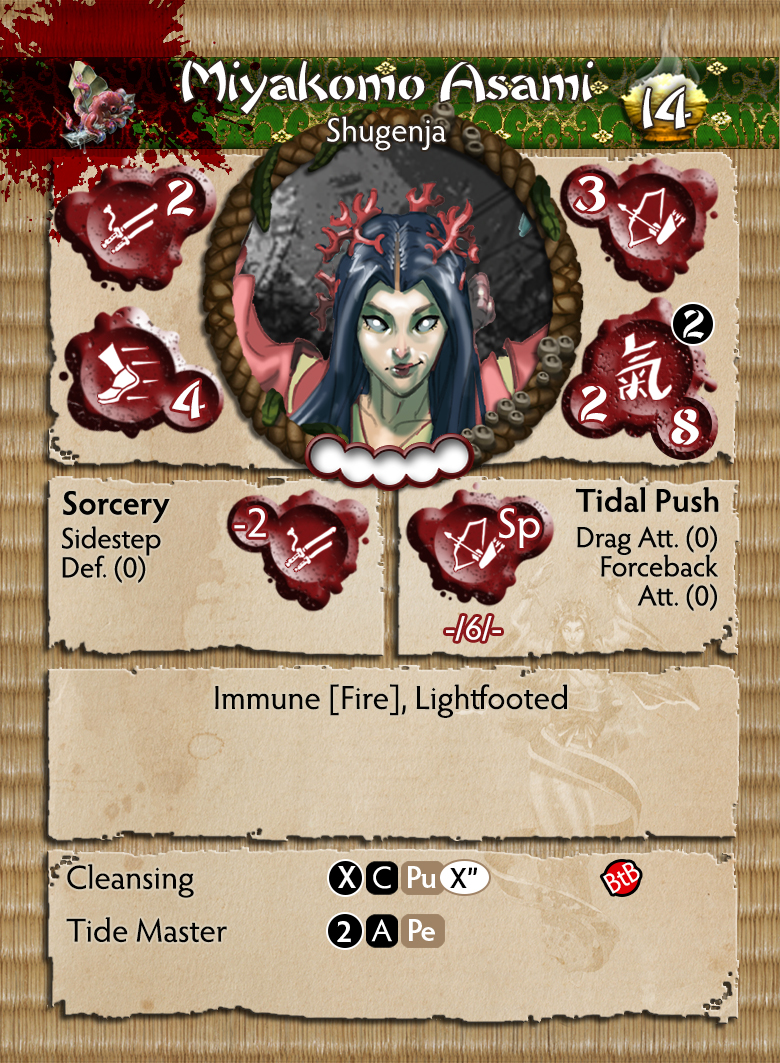 Miyakomo Asami
14
Shugenja
2
3
4
氣
2
2
8
Sorcery
Sidestep
Def. (0)
-2
Tidal Push
Drag Att. (0)
Forceback
Att. (0)
Sp
-/6/-
Immune [Fire], Lightfooted
Cleansing X C Pu X” BtB
Tide Master 2 A Pe